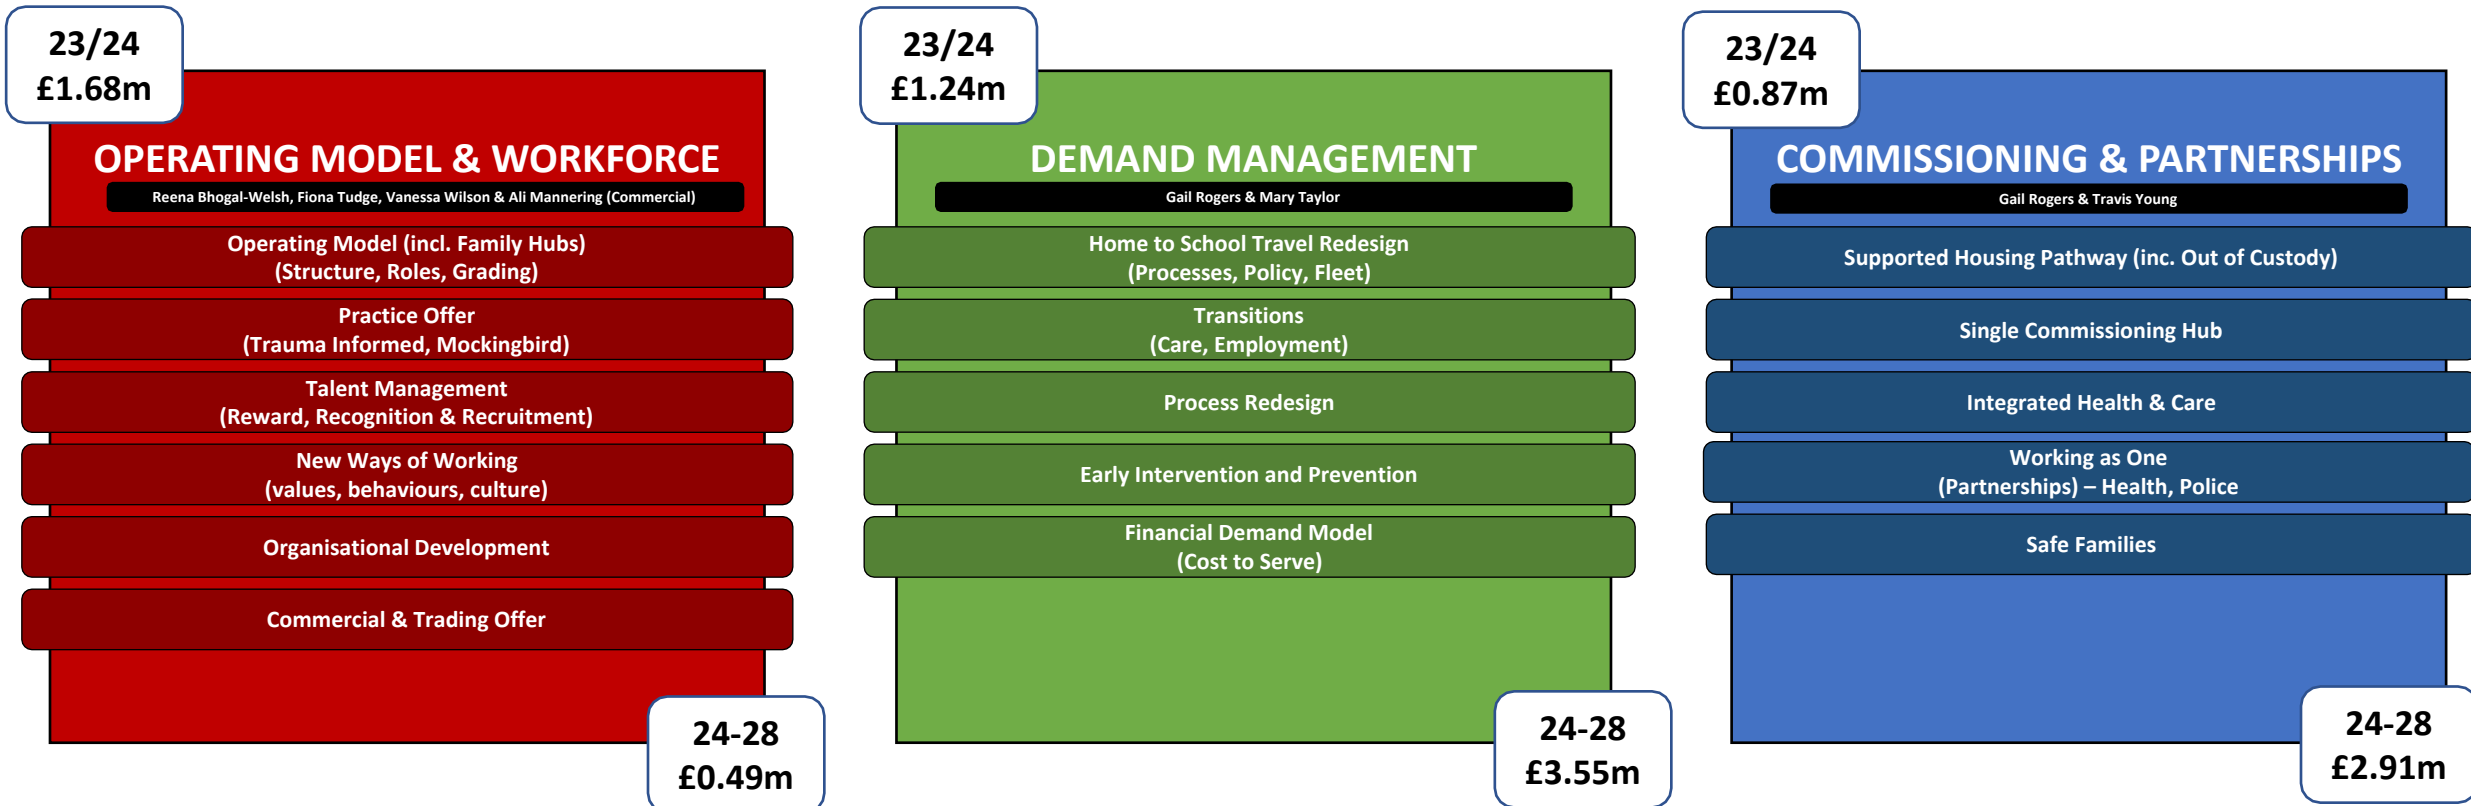 23/24
£1.68m
OPERATING MODEL & WORKFORCE
Reena Bhogal-Welsh, Fiona Tudge, Vanessa Wilson & Ali Mannering (Commercial)
Operating Model (incl. Family Hubs)
(Structure, Roles, Grading)
Practice Offer
(Trauma Informed, Mockingbird)
Talent Management
(Reward, Recognition & Recruitment)
New Ways of Working
(values, behaviours, culture)
Organisational Development
Commercial & Trading Offer
24-28
£0.49m
23/24
£1.24m
DEMAND MANAGEMENT
Gail Rogers & Mary Taylor
Home to School Travel Redesign
(Processes, Policy, Fleet)
Transitions
(Care, Employment)
Process Redesign
Early Intervention and Prevention
Financial Demand Model
(Cost to Serve)
24-28
£3.55m
23/24
£0.87m
COMMISSIONING & PARTNERSHIPS
Gail Rogers & Travis Young
Supported Housing Pathway (inc. Out of Custody)
Single Commissioning Hub
Integrated Health & Care
Working as One
(Partnerships) – Health, Police
Safe Families
24-28
£2.91m